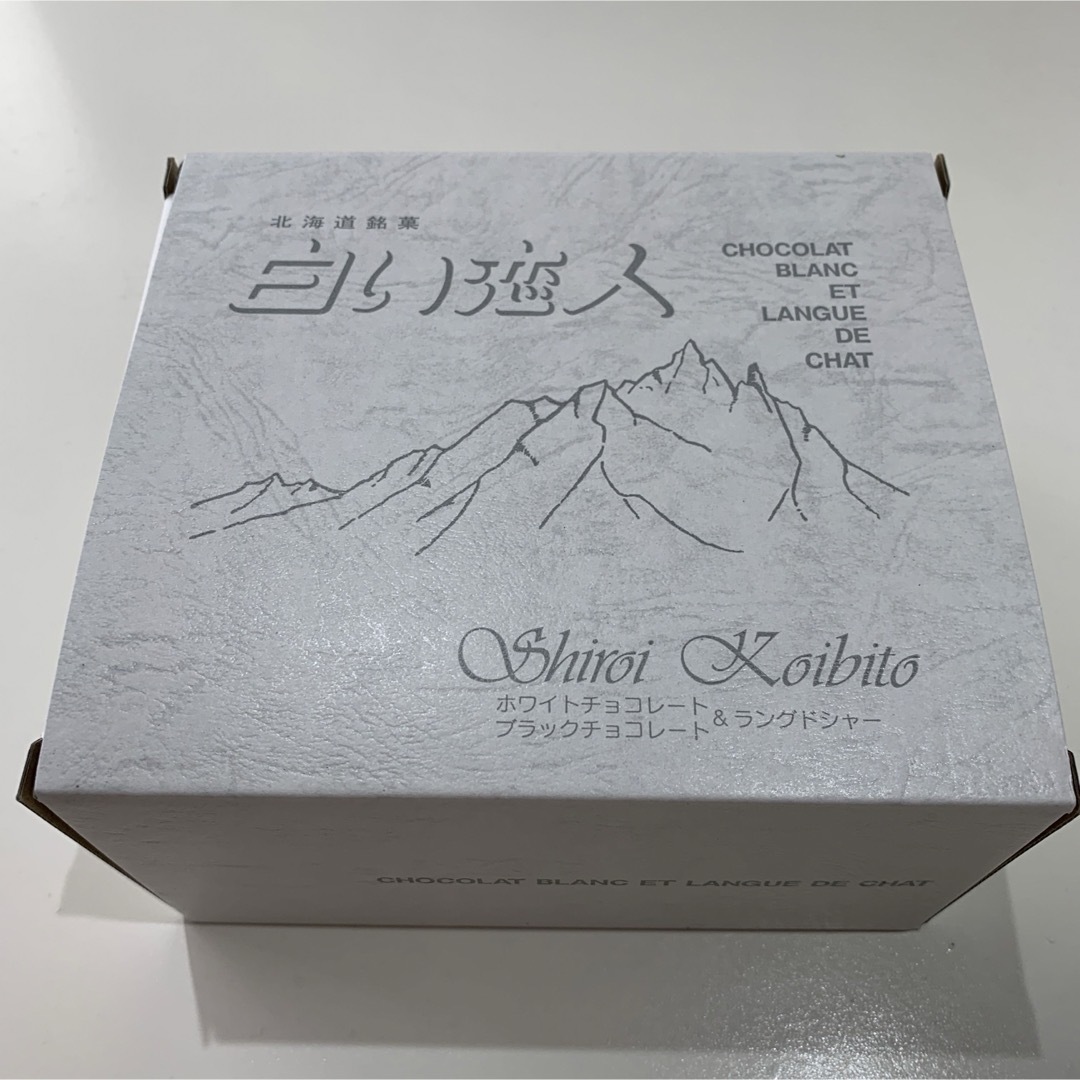 北海道銘菓
白い恋人
CHOCOLAT
BLANC
ET
LANGUE
DE
CHAT
Shiroi Koibito
ホワイトチョコレート
ブラックチョコレート & ラングドシャー
CHOCOLAT BLANC ET LANGUE DE CHAT